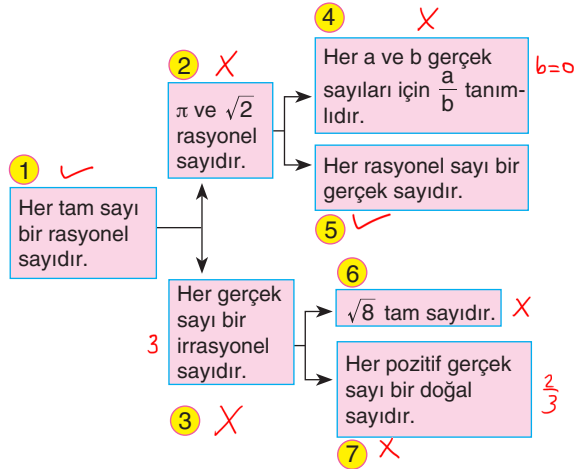 1 ✓
Her tam sayı
bir rasyonel
sayıdır.
2 X
π ve √2
rasyonel
sayıdır.
3 X
Her gerçek
sayı bir
irrasyonel
sayıdır.
3
4 X
Her a ve b gerçek
sayıları için a/b tanım-
lıdır.
b=0
Her rasyonel sayı bir
gerçek sayıdır.
5 ✓
6
√8 tam sayıdır. X
Her pozitif gerçek
sayı bir doğal
sayıdır.
2/3
7 X